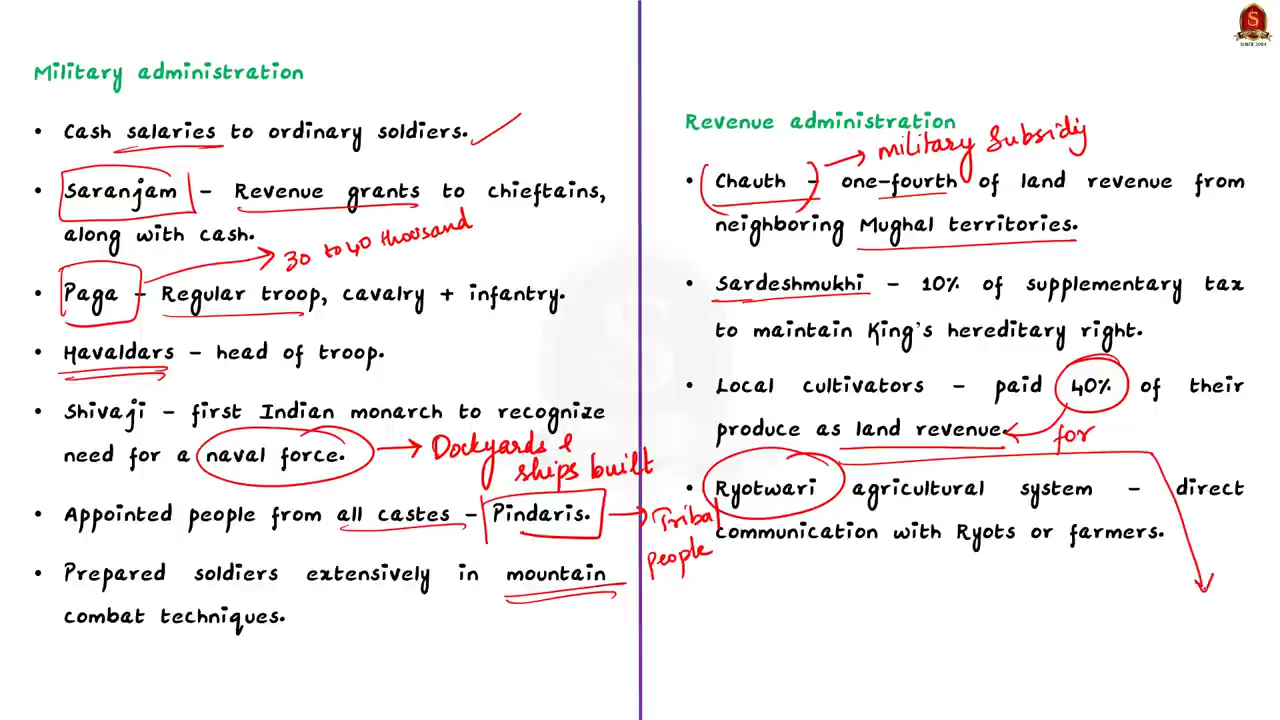 Military administration
• Cash salaries to ordinary soldiers.
• Saranjam – Revenue grants to chieftains,
along with cash.
30 to 40 thousand
• Paga – Regular troop, cavalry + infantry.
• Havaldars – head of troop.
• Shivaji – first Indian monarch to recognize
need for a naval force.
Dockyards &
ships built
• Appointed people from all castes – Pindaris.
Tribal
people
• Prepared soldiers extensively in mountain
combat techniques.
S
SINCE 2004
Revenue administration
military subsidy
• Chauth – one-fourth of land revenue from
neighboring Mughal territories.
• Sardeshmukhi – 10% of supplementary tax
to maintain King's hereditary right.
• Local cultivators – paid 40% of their
produce as land revenue.
for
• Ryotwari agricultural system – direct
communication with Ryots or farmers.